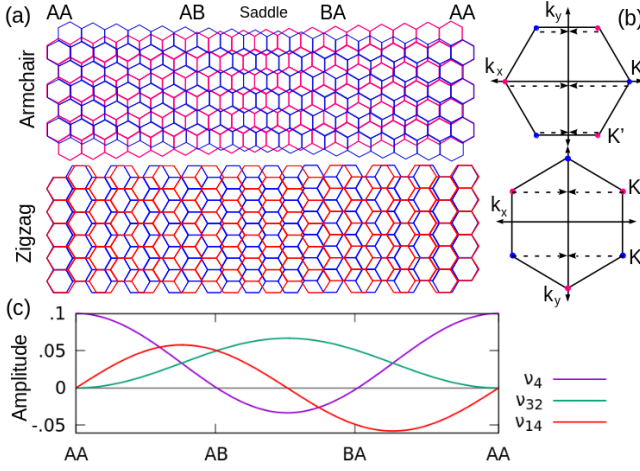 (a) AA AB Saddle BA AA (b)
Armchair
k_y
k_x K
K'
Zigzag
K
k_x
K
k_y
(c)
Amplitude
.1
.05
0
-.05
AA AB BA AA
ν_4
ν_32
ν_14